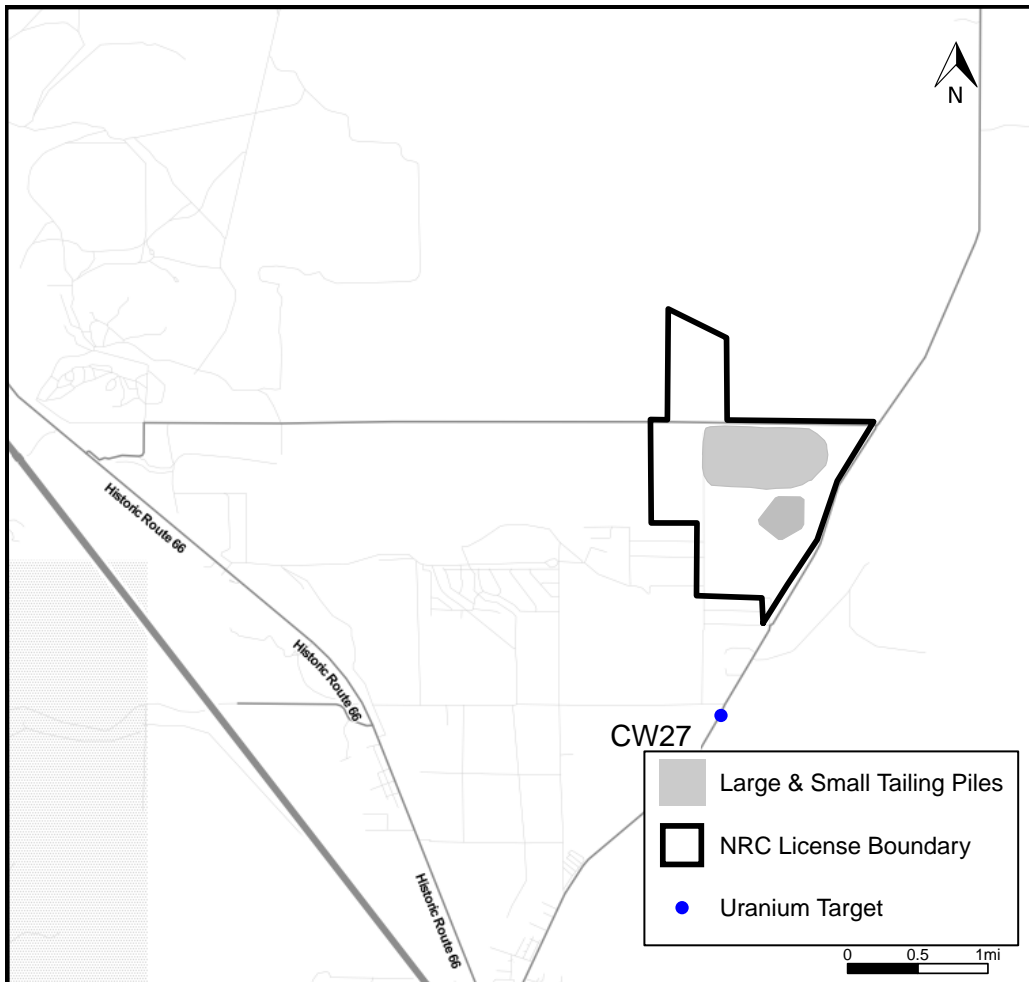 N
Historic Route 66
Historic Route 66
CW27
Large & Small Tailing Piles
NRC License Boundary
Historic Route 66
Uranium Target
0 0.5 1mi